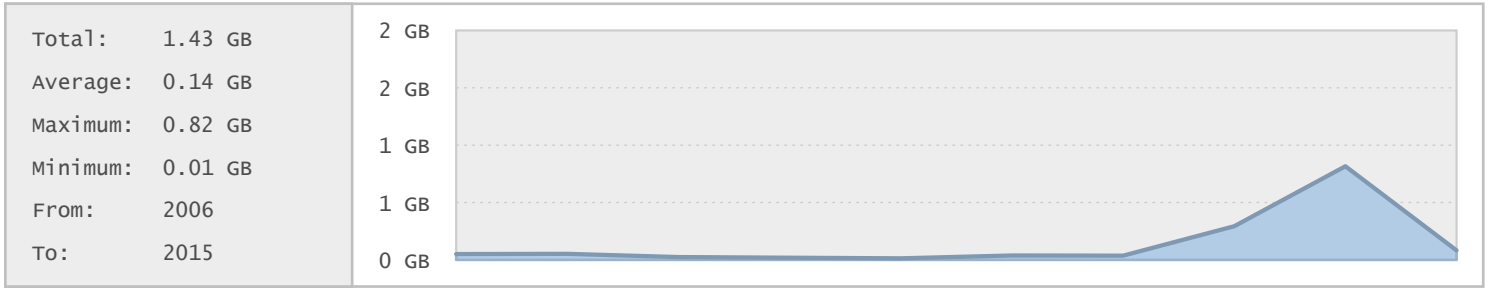 Total: 1.43 GB
Average: 0.14 GB
Maximum: 0.82 GB
Minimum: 0.01 GB
From: 2006
To: 2015
2 GB
2 GB
1 GB
1 GB
0 GB